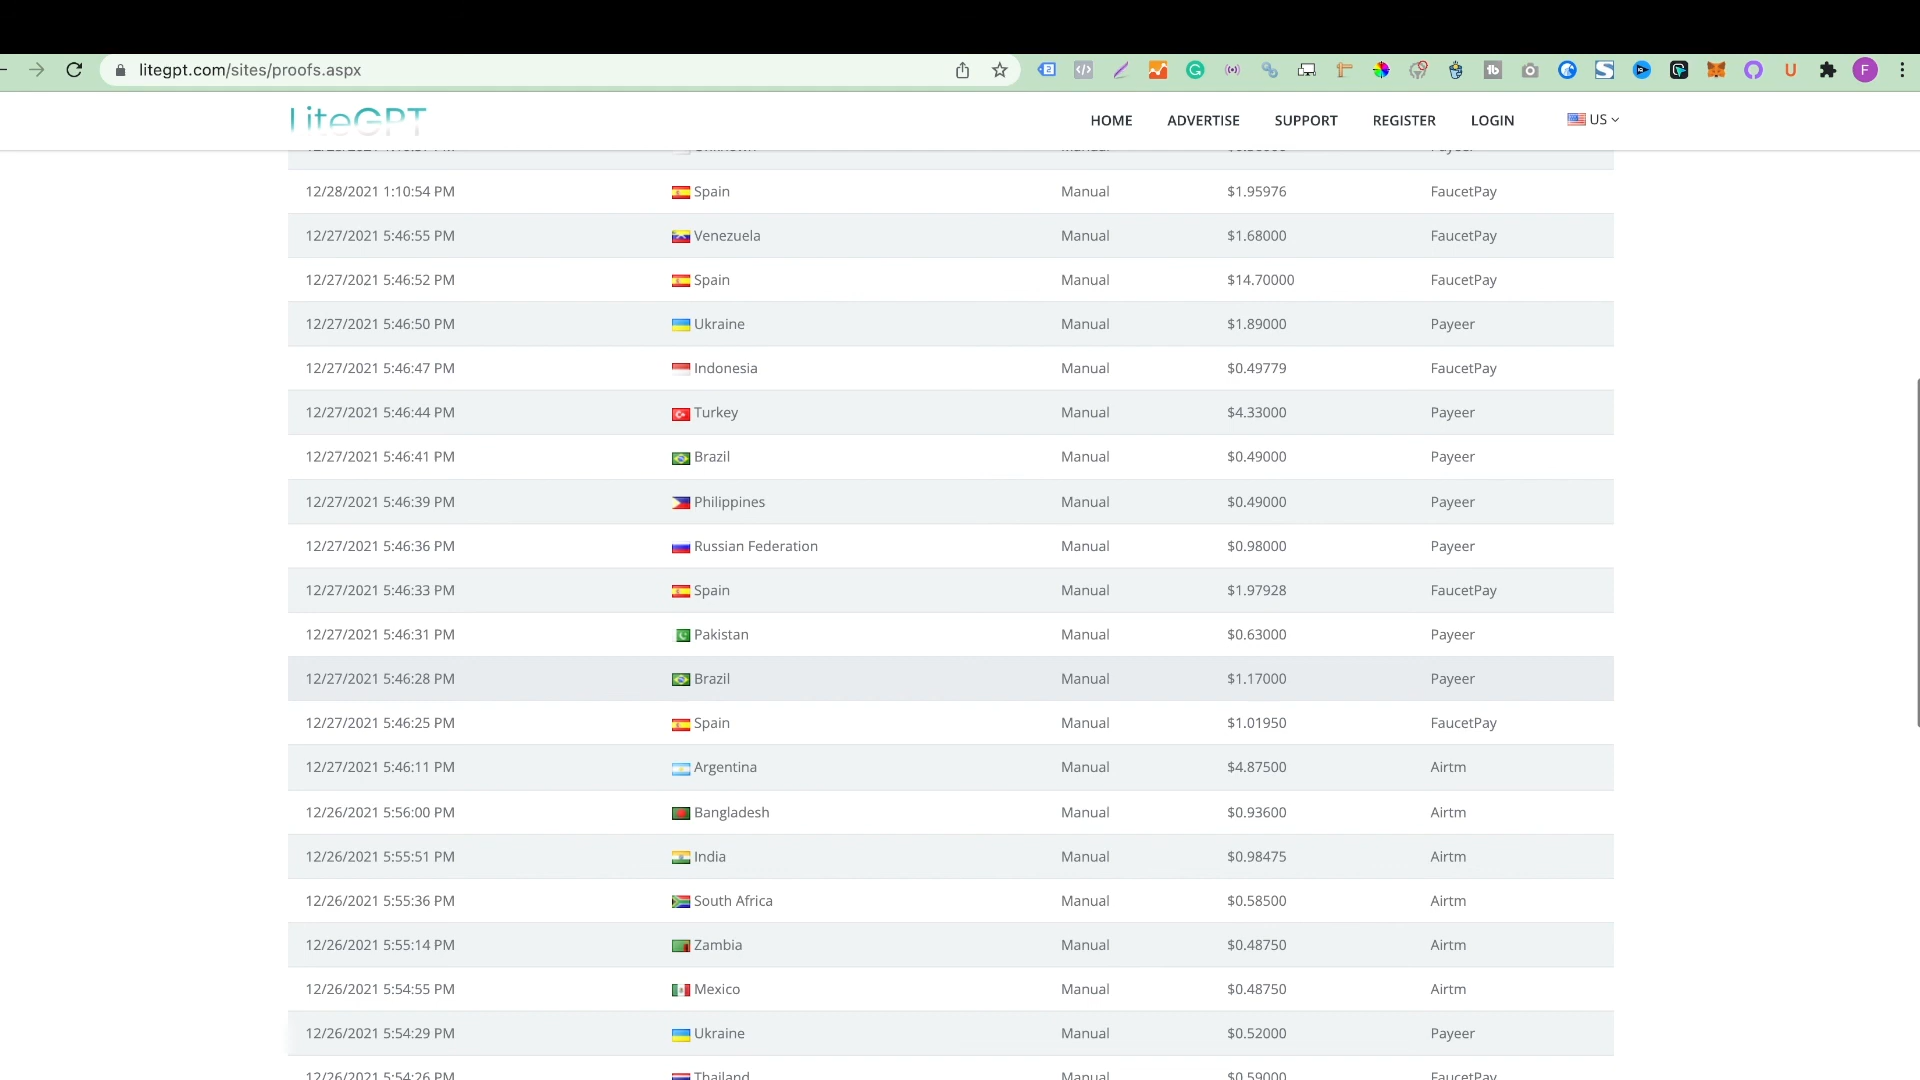 litegpt.com/sites/proofs.aspx
F
LiteGPT
HOME ADVERTISE SUPPORT REGISTER LOGIN US
12/28/2021 1:10:54 PM Spain Manual $1.95976 FaucetPay
12/27/2021 5:46:55 PM Venezuela Manual $1.68000 FaucetPay
12/27/2021 5:46:52 PM Spain Manual $14.70000 FaucetPay
12/27/2021 5:46:50 PM Ukraine Manual $1.89000 Payeer
12/27/2021 5:46:47 PM Indonesia Manual $0.49779 FaucetPay
12/27/2021 5:46:44 PM Turkey Manual $4.33000 Payeer
12/27/2021 5:46:41 PM Brazil Manual $0.49000 Payeer
12/27/2021 5:46:39 PM Philippines Manual $0.49000 Payeer
12/27/2021 5:46:36 PM Russian Federation Manual $0.98000 Payeer
12/27/2021 5:46:33 PM Spain Manual $1.97928 FaucetPay
12/27/2021 5:46:31 PM Pakistan Manual $0.63000 Payeer
12/27/2021 5:46:28 PM Brazil Manual $1.17000 Payeer
12/27/2021 5:46:25 PM Spain Manual $1.01950 FaucetPay
12/27/2021 5:46:11 PM Argentina Manual $4.87500 Airtm
12/26/2021 5:56:00 PM Bangladesh Manual $0.93600 Airtm
12/26/2021 5:55:51 PM India Manual $0.98475 Airtm
12/26/2021 5:55:36 PM South Africa Manual $0.58500 Airtm
12/26/2021 5:55:14 PM Zambia Manual $0.48750 Airtm
12/26/2021 5:54:55 PM Mexico Manual $0.48750 Airtm
12/26/2021 5:54:29 PM Ukraine Manual $0.52000 Payeer
12/26/2021 5:54:26 PM Thailand Manual $0.59000 FaucetPay